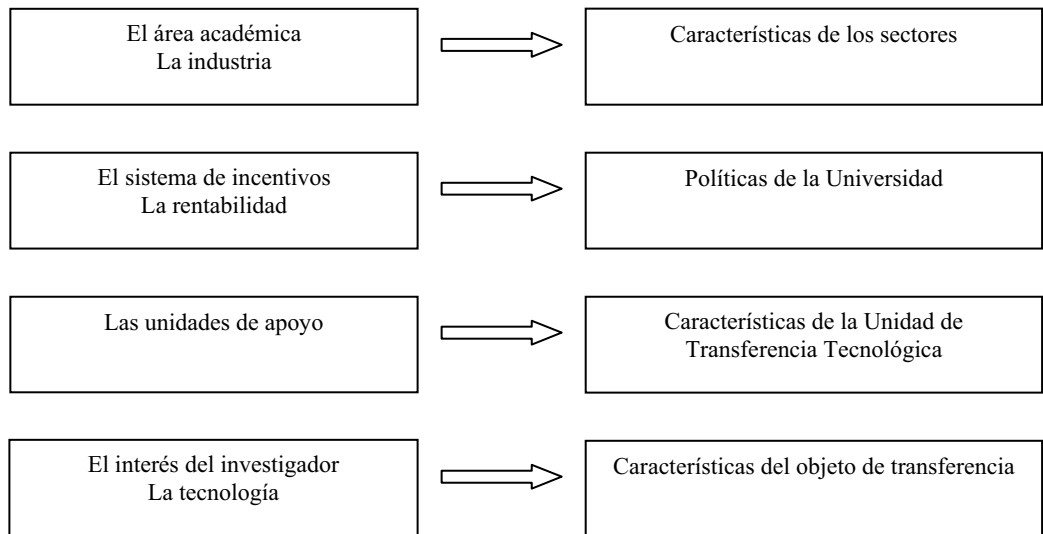 El área académica
La industria
Características de los sectores
El sistema de incentivos
La rentabilidad
Políticas de la Universidad
Las unidades de apoyo
Características de la Unidad de
Transferencia Tecnológica
El interés del investigador
La tecnología
Características del objeto de transferencia